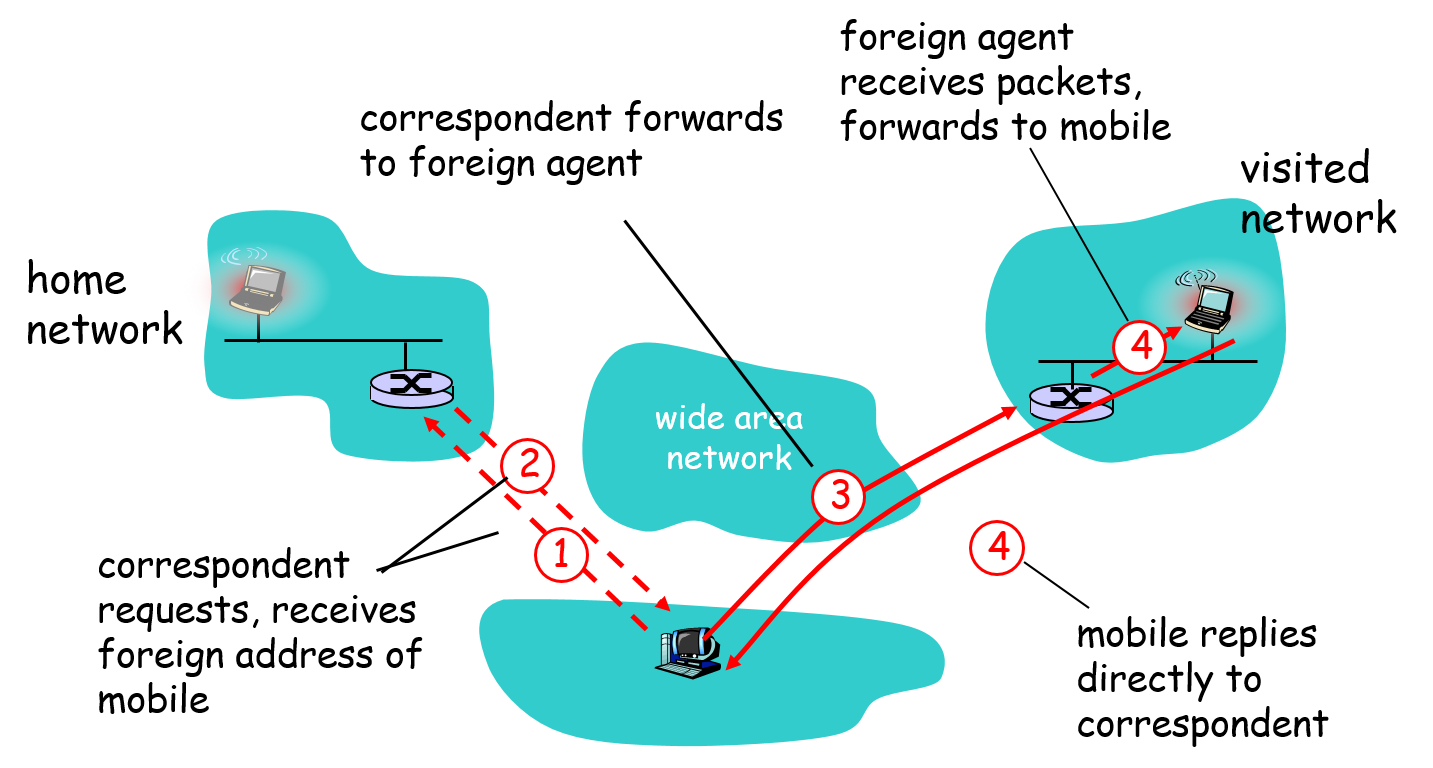 foreign agent
receives packets,
forwards to mobile
correspondent forwards
to foreign agent
visited
network
home
network
wide area
network
4
2
3
1
4
correspondent
requests, receives
foreign address of
mobile
mobile replies
directly to
correspondent